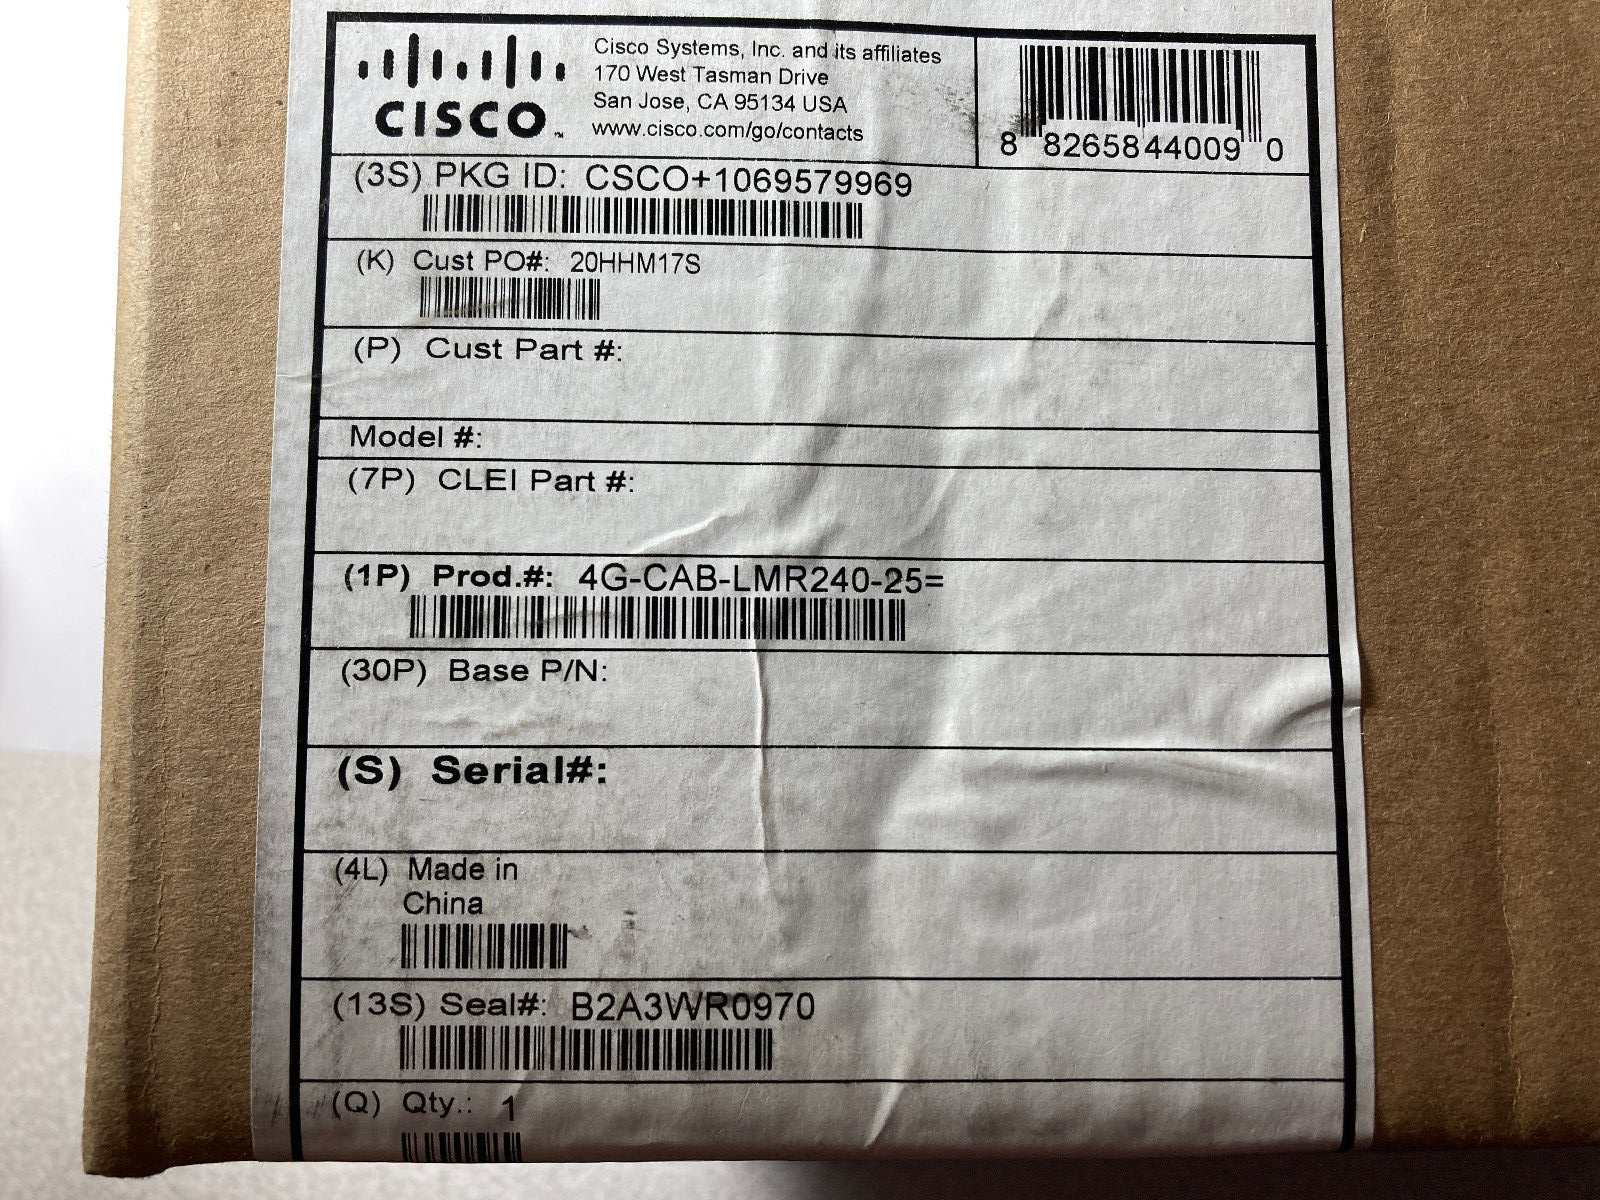 CISCO™
Cisco Systems, Inc. and its affiliates
170 West Tasman Drive
San Jose, CA 95134 USA
www.cisco.com/go/contacts
8 8265844009 0
(3S) PKG ID: CSCO+1069579969
(K) Cust PO#: 20HHM17S
(P) Cust Part #:
Model #:
(7P) CLEI Part #:
(1P) Prod.#: 4G-CAB-LMR240-25=
(30P) Base P/N:
(S) Serial#:
(4L) Made in
China
(13S) Seal#: B2A3WR0970
(Q) Qty.: 1